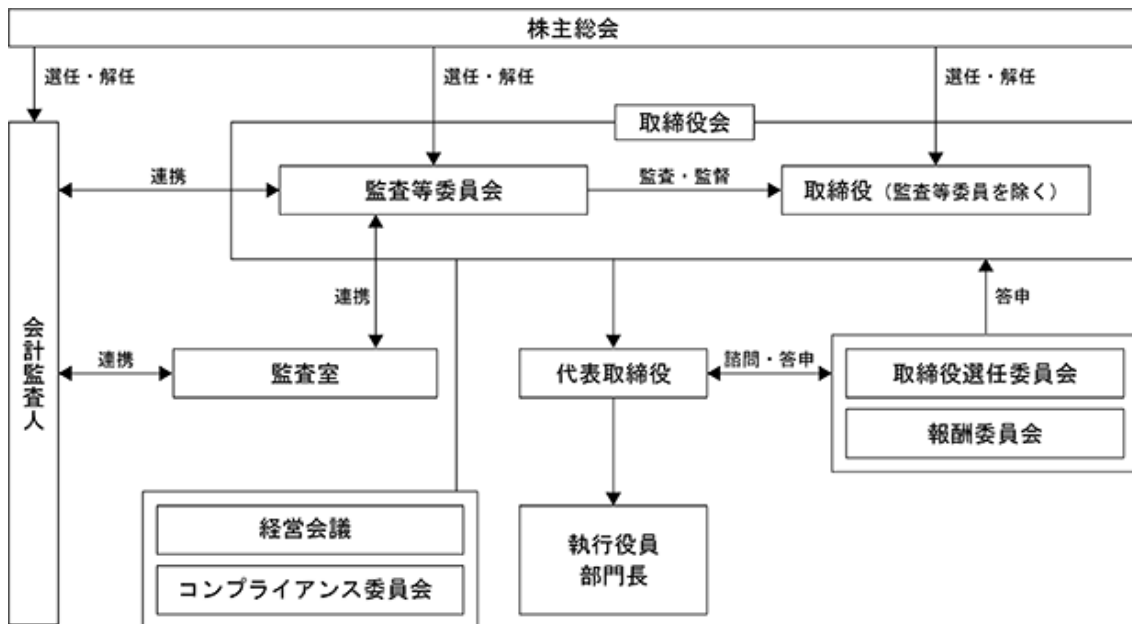 株主総会
選任・解任
選任・解任
選任・解任
取締役会
連携
監査等委員会
監査・監督
取締役（監査等委員を除く）
連携
答申
会計監査人
連携
監査室
代表取締役
諮問・答申
取締役選任委員会
報酬委員会
経営会議
コンプライアンス委員会
執行役員
部門長